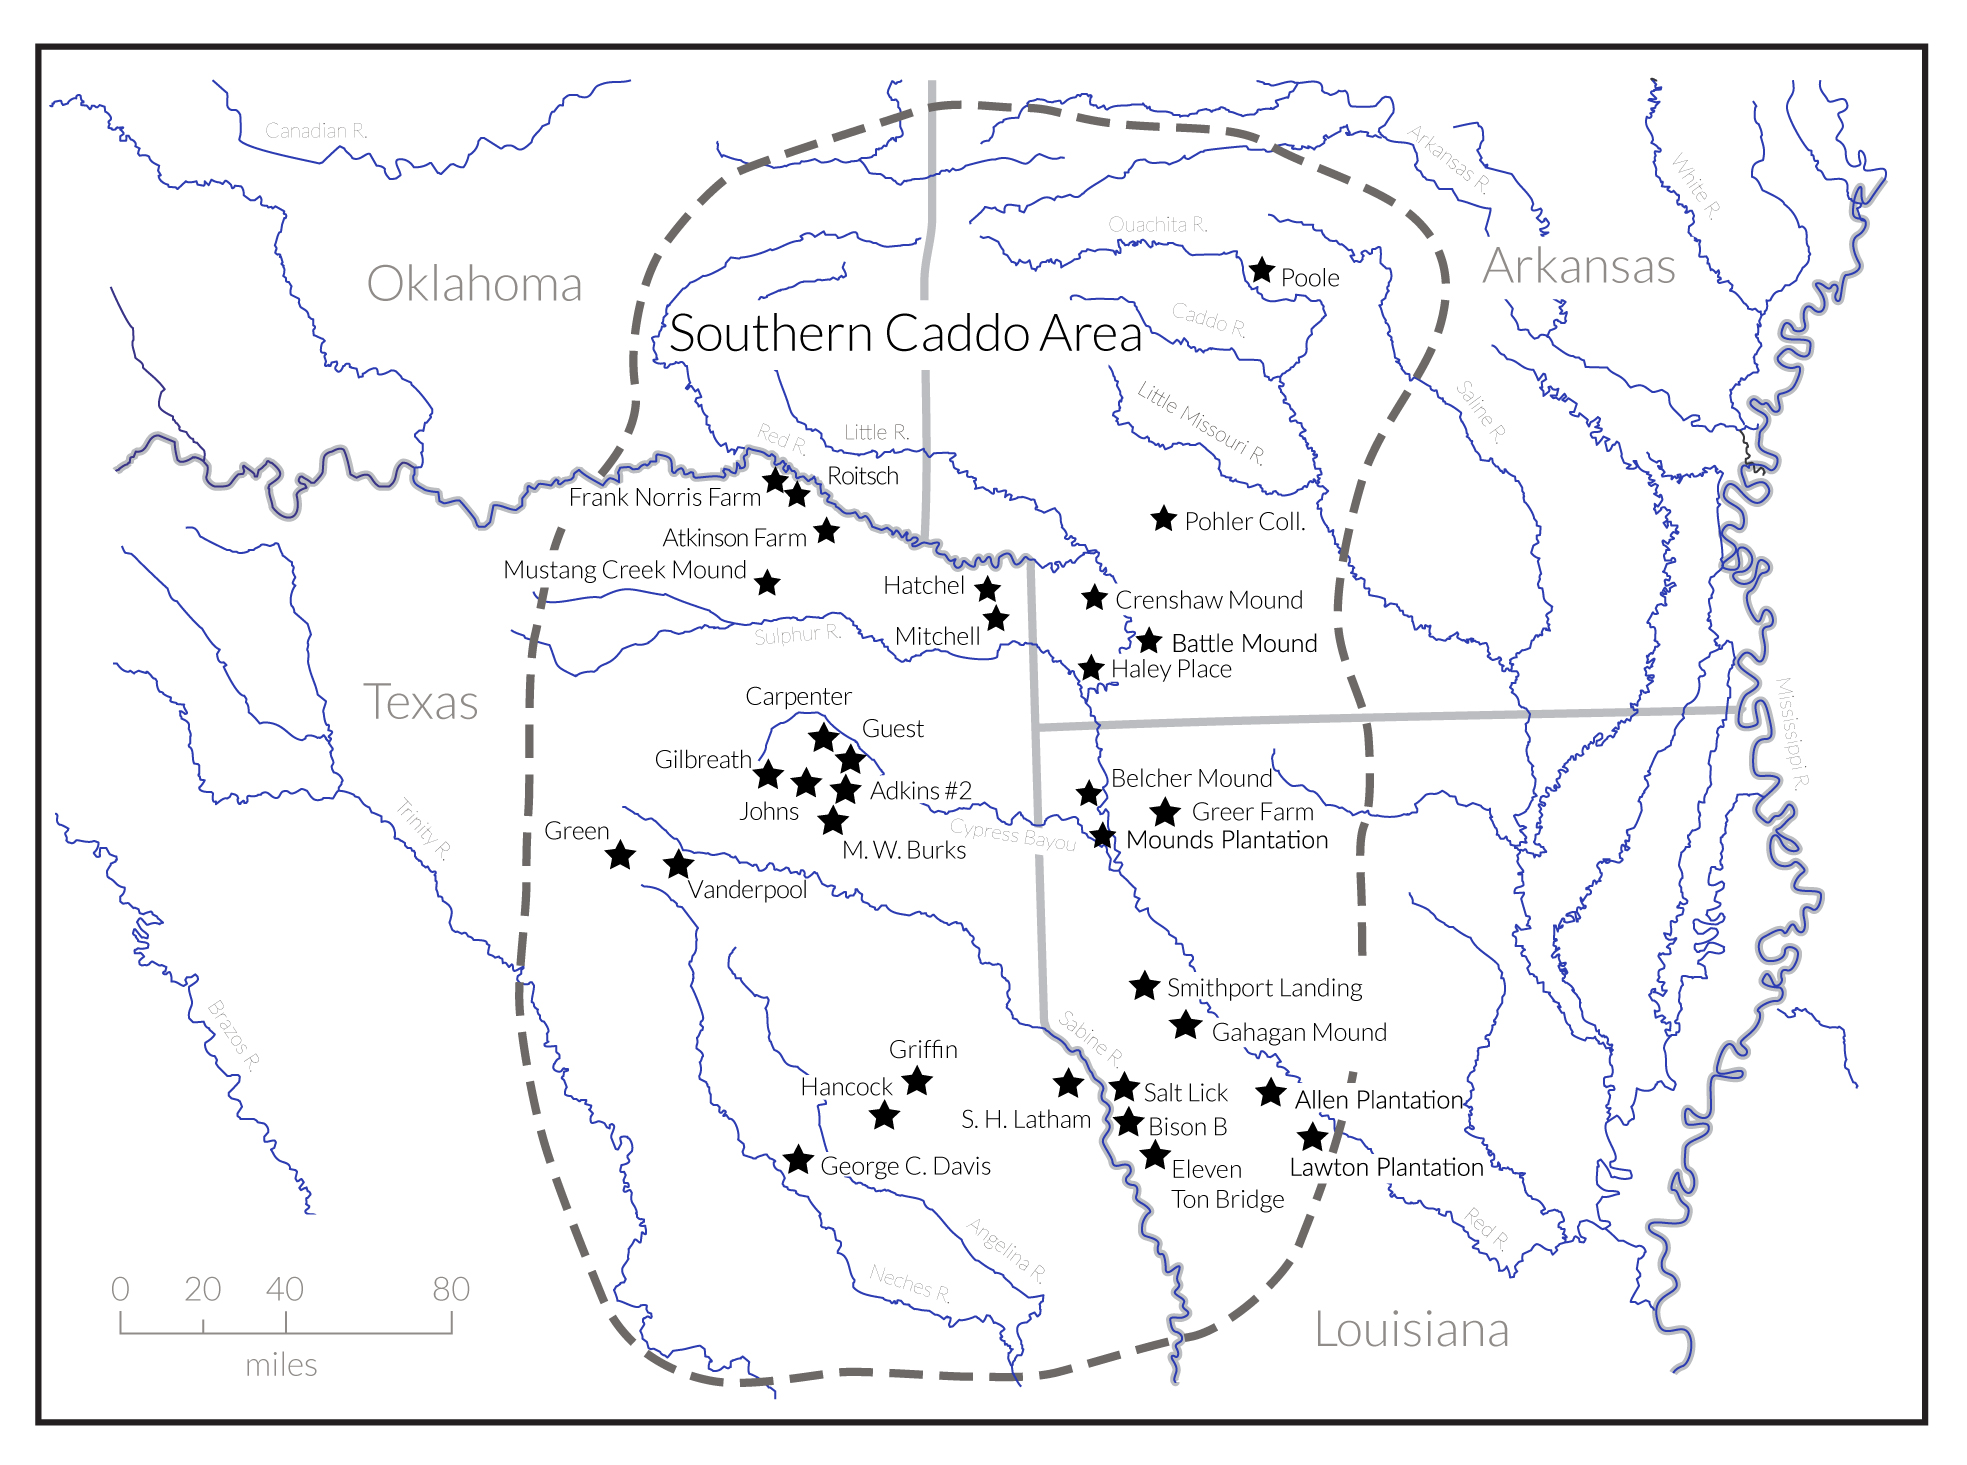 Canadian R.
Arkansas R.
White R.
Ouachita R.
Oklahoma
Arkansas
Poole
Caddo R.
Southern Caddo Area
Little Missouri R.
Saline R.
Red R.
Little R.
Roitsch
Frank Norris Farm
Pohler Coll.
Atkinson Farm
Mustang Creek Mound
Hatchel
Crenshaw Mound
Sulphur R.
Mitchell
Battle Mound
Haley Place
Texas
Carpenter
Guest
Mississippi R.
Gilbreath
Belcher Mound
Adkins #2
Johns
Greer Farm
Green
Cypress Bayou
Mounds Plantation
Trinity R.
M. W. Burks
Vanderpool
Smithport Landing
Brazos R.
Sabine R.
Gahagan Mound
Griffin
Hancock
Salt Lick
Allen Plantation
S. H. Latham
Bison B
George C. Davis
Eleven
Ton Bridge
Lawton Plantation
Red R.
Angelina R.
Neches R.
0 20 40 80
miles
Louisiana